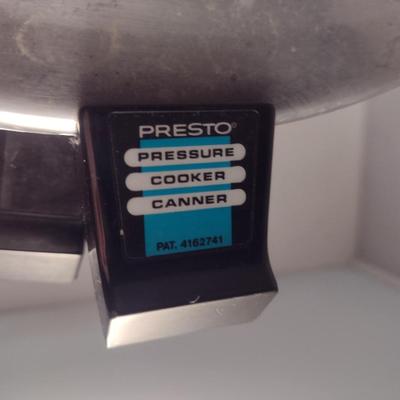 PRESTO®
PRESSURE
COOKER
CANNER
PAT. 4162741